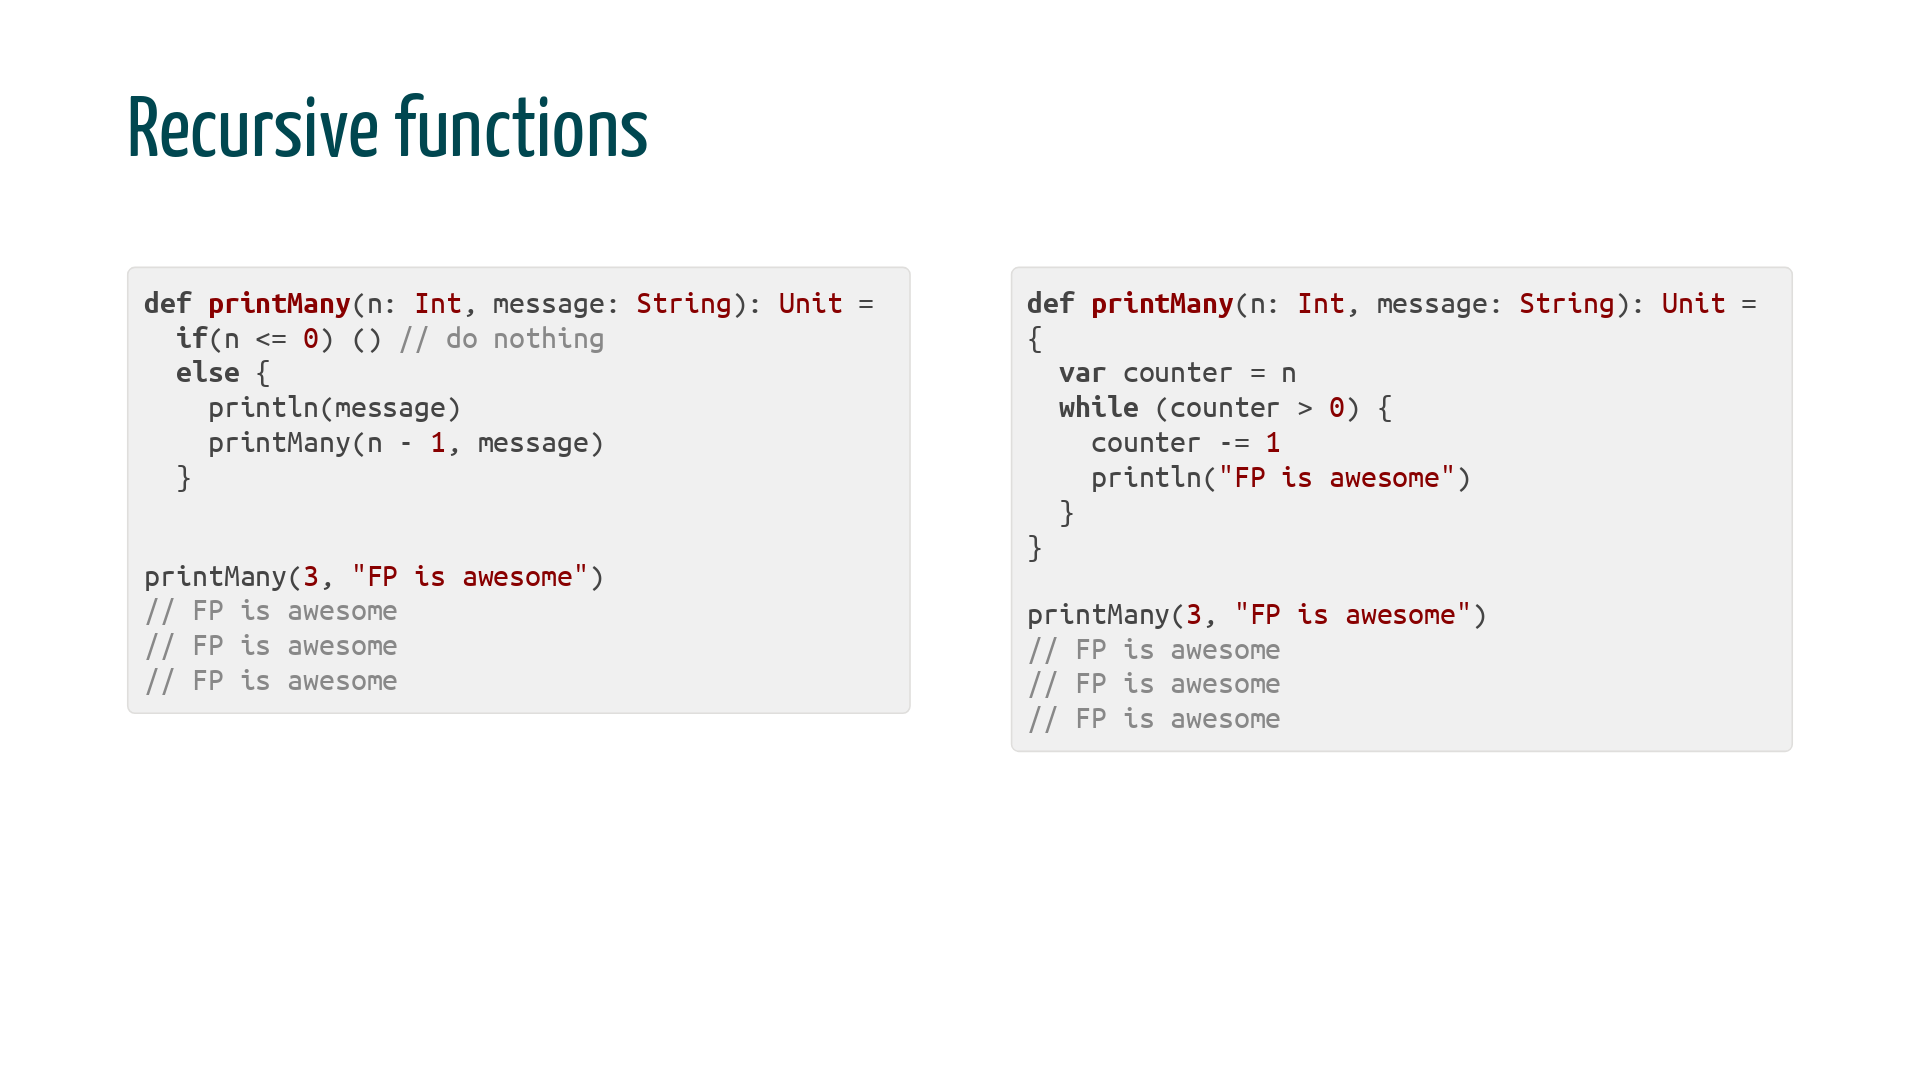 Recursive functions
def printMany(n: Int, message: String): Unit =
  if(n <= 0) () // do nothing
  else {
    println(message)
    printMany(n - 1, message)
  }
printMany(3, "FP is awesome")
// FP is awesome
// FP is awesome
// FP is awesome
def printMany(n: Int, message: String): Unit =
{
  var counter = n
  while (counter > 0) {
    counter -= 1
    println("FP is awesome")
  }
}
printMany(3, "FP is awesome")
// FP is awesome
// FP is awesome
// FP is awesome